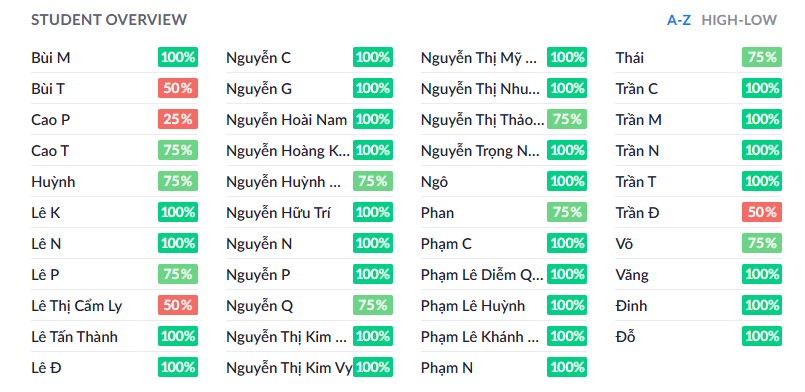 STUDENT OVERVIEW
A-Z HIGH-LOW
Bùi M 100%
Bùi T 50%
Cao P 25%
Cao T 75%
Huỳnh 75%
Lê K 100%
Lê N 100%
Lê P 75%
Lê Thị Cẩm Ly 50%
Lê Tấn Thành 100%
Lê Đ 100%
Nguyễn C 100%
Nguyễn G 100%
Nguyễn Hoài Nam 100%
Nguyễn Hoàng K... 100%
Nguyễn Huỳnh ... 75%
Nguyễn Hữu Trí 100%
Nguyễn N 100%
Nguyễn P 100%
Nguyễn Q 75%
Nguyễn Thị Kim ... 100%
Nguyễn Thị Kim Vy 100%
Nguyễn Thị Mỹ ... 100%
Nguyễn Thị Nhu... 100%
Nguyễn Thị Thảo... 75%
Nguyễn Trọng N... 100%
Ngô 100%
Phan 75%
Phạm C 100%
Phạm Lê Diễm Q... 100%
Phạm Lê Huỳnh 100%
Phạm Lê Khánh ... 100%
Phạm N 100%
Thái 75%
Trần C 100%
Trần M 100%
Trần N 100%
Trần T 100%
Trần Đ 50%
Võ 75%
Văng 100%
Đinh 100%
Đỗ 100%